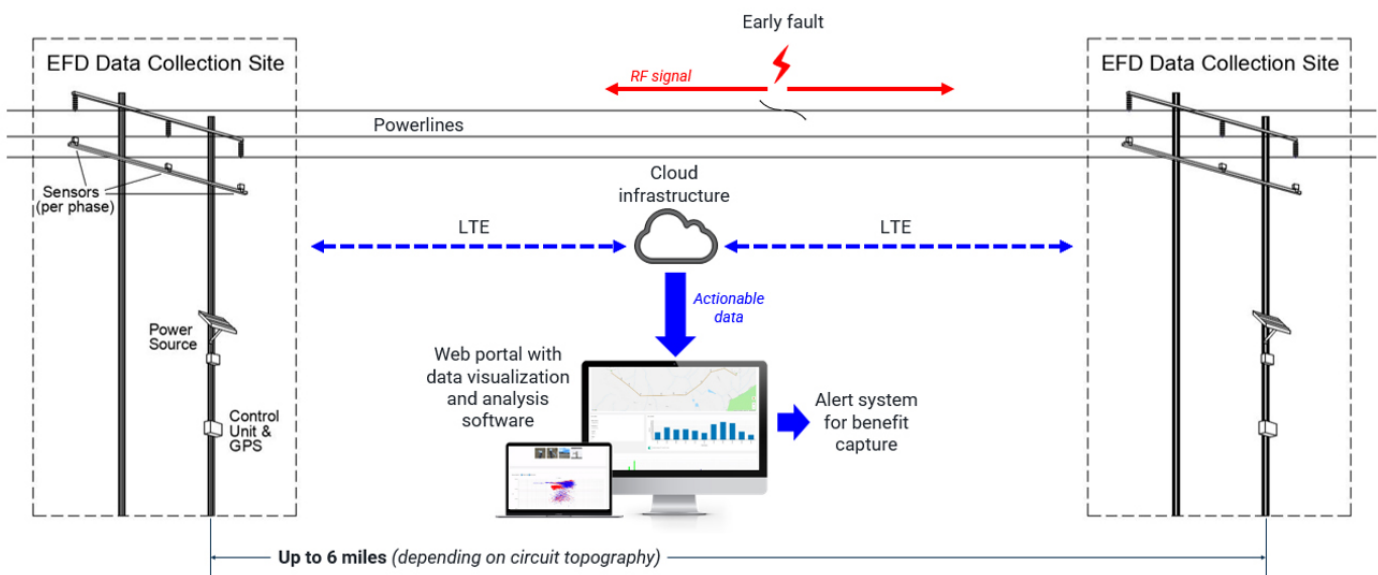 Early fault
EFD Data Collection Site
EFD Data Collection Site
RF signal
Powerlines
Sensors
(per phase)
Cloud
infrastructure
LTE
LTE
Actionable
data
Power
Source
Web portal with
data visualization
and analysis
software
Alert system
for benefit
capture
Control
Unit &
GPS
Up to 6 miles (depending on circuit topography)